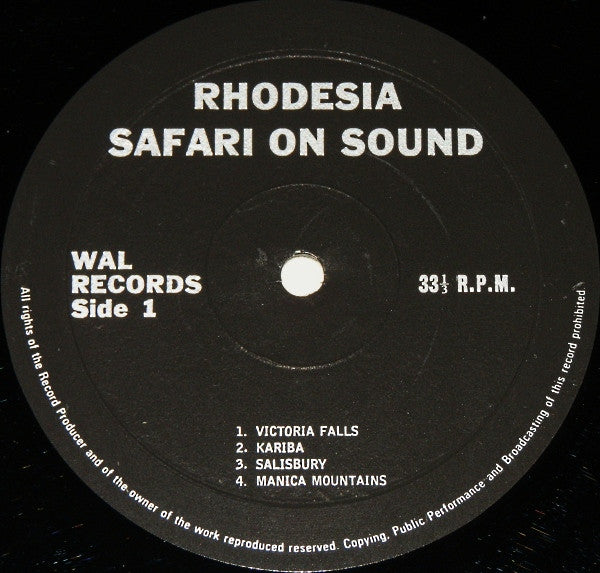 RHODESIA
SAFARI ON SOUND
WAL
RECORDS
Side 1
33⅓ R.P.M.
1. VICTORIA FALLS
2. KARIBA
3. SALISBURY
4. MANICA MOUNTAINS
All rights of the Record Producer and of the owner of the work reproduced reserved. Copying, Public Performance and Broadcasting of this record prohibited